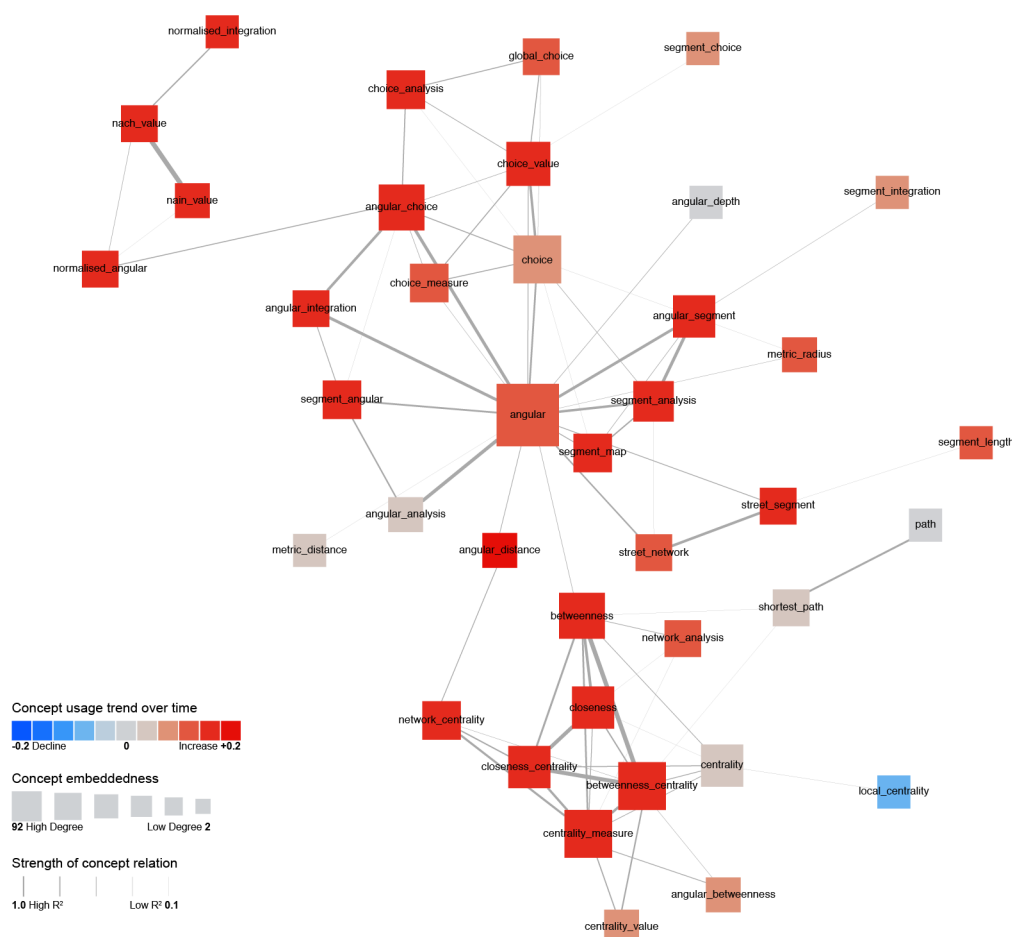 normalised_integration
global_choice
segment_choice
choice_analysis
nach_value
choice_value
segment_integration
nain_value
angular_depth
angular_choice
choice
normalised_angular
choice_measure
angular_integration
angular_segment
metric_radius
segment_angular
segment_analysis
angular
segment_length
segment_map
street_segment
angular_analysis
path
metric_distance
angular_distance
street_network
shortest_path
betweenness
network_analysis
Concept usage trend over time
-0.2 Decline 0 Increase +0.2
closeness
network_centrality
closeness_centrality
centrality
betweenness_centrality
local_centrality
Concept embeddedness
92 High Degree Low Degree 2
centrality_measure
Strength of concept relation
1.0 High R² Low R² 0.1
angular_betweenness
centrality_value